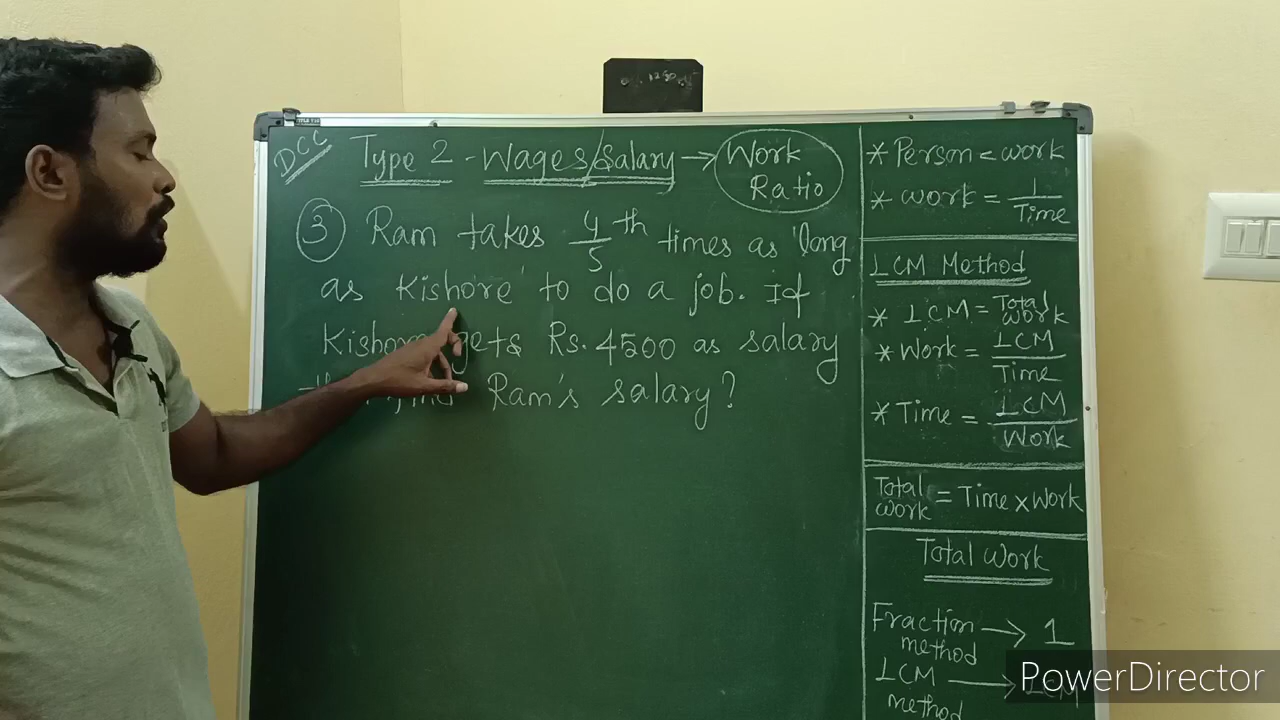 DCC
Type 2 - Wages/Salary → Work
Ratio
③ Ram takes 4/5 th times as long
as Kishore to do a job. If
Kishore gets Rs. 4500 as salary
Ram's salary?
* Person = work
* work = 1/Time
LCM Method
* LCM = Total work
* Work = LCM/Time
* Time = LCM/Work
Total work = Time x Work
Total Work
Fraction method → 1
LCM method → LCM
PowerDirector